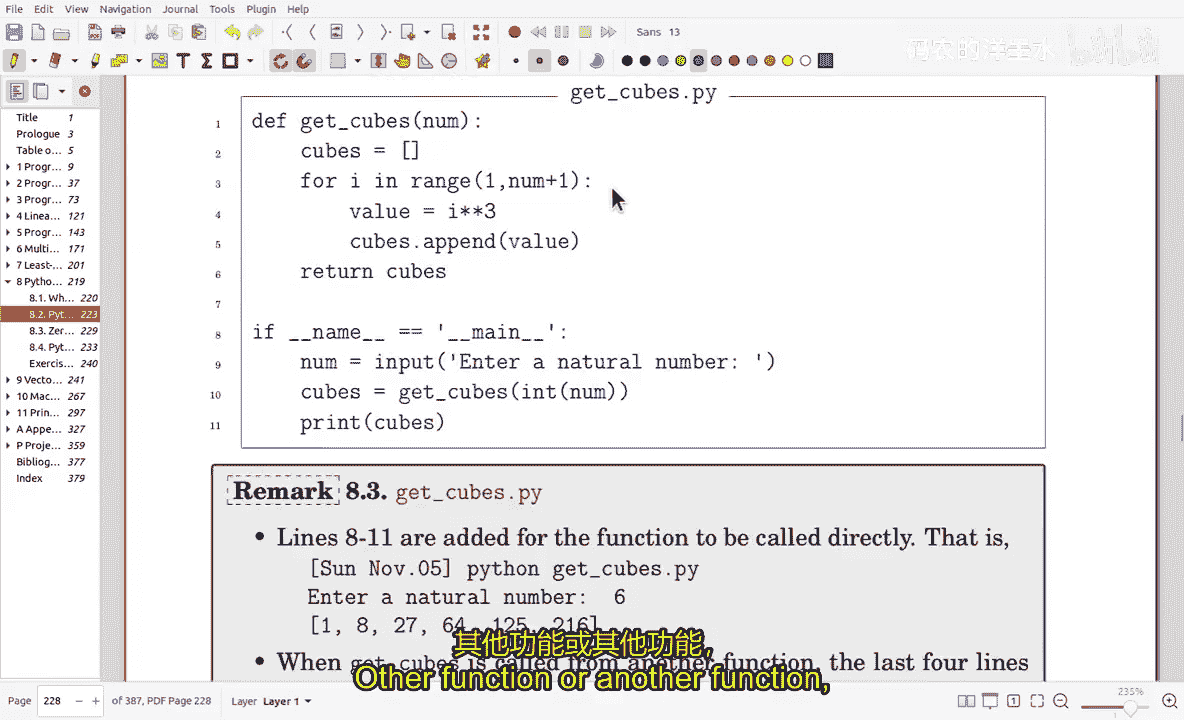 File Edit View Navigation Journal Tools Plugin Help
Sans 13
Title 1
Prologue 3
Table o... 5
1 Progr... 9
2 Progr... 37
3 Progr... 73
4 Linea... 121
5 Progr... 143
6 Multi... 171
7 Least-... 201
8 Pytho... 219
8.1. Wh... 220
8.2. Pyt... 223
8.3. Zer... 229
8.4. Pyt... 233
Exercis... 240
9 Vecto... 241
10 Mac... 267
11 Prin... 297
A Appe... 327
P Proje... 359
Bibliog... 377
Index 379
get_cubes.py
1 def get_cubes(num):
2 cubes = []
3 for i in range(1,num+1):
4 value = i**3
5 cubes.append(value)
6 return cubes
7
8 if __name__ == '__main__':
9 num = input('Enter a natural number: ')
10 cubes = get_cubes(int(num))
11 print(cubes)
Remark 8.3. get_cubes.py
• Lines 8-11 are added for the function to be called directly. That is,
[Sun Nov.05] python get_cubes.py
Enter a natural number: 6
[1, 8, 27, 64, 125, 216]
• When get_cubes is called from another function, the last four lines
其他功能或其他功能，
Other function or another function,
Page 228 of 387, PDF Page 228 Layer Layer 1
235%